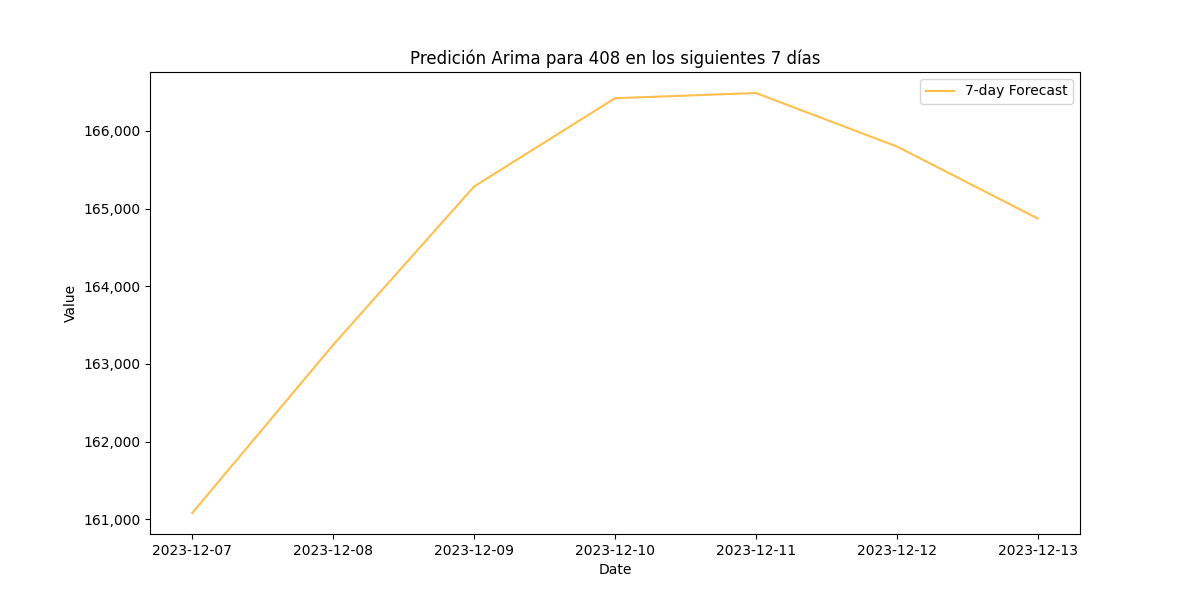 Predición Arima para 408 en los siguientes 7 días
7-day Forecast
Value
166,000
165,000
164,000
163,000
162,000
161,000
2023-12-07 2023-12-08 2023-12-09 2023-12-10 2023-12-11 2023-12-12 2023-12-13
Date